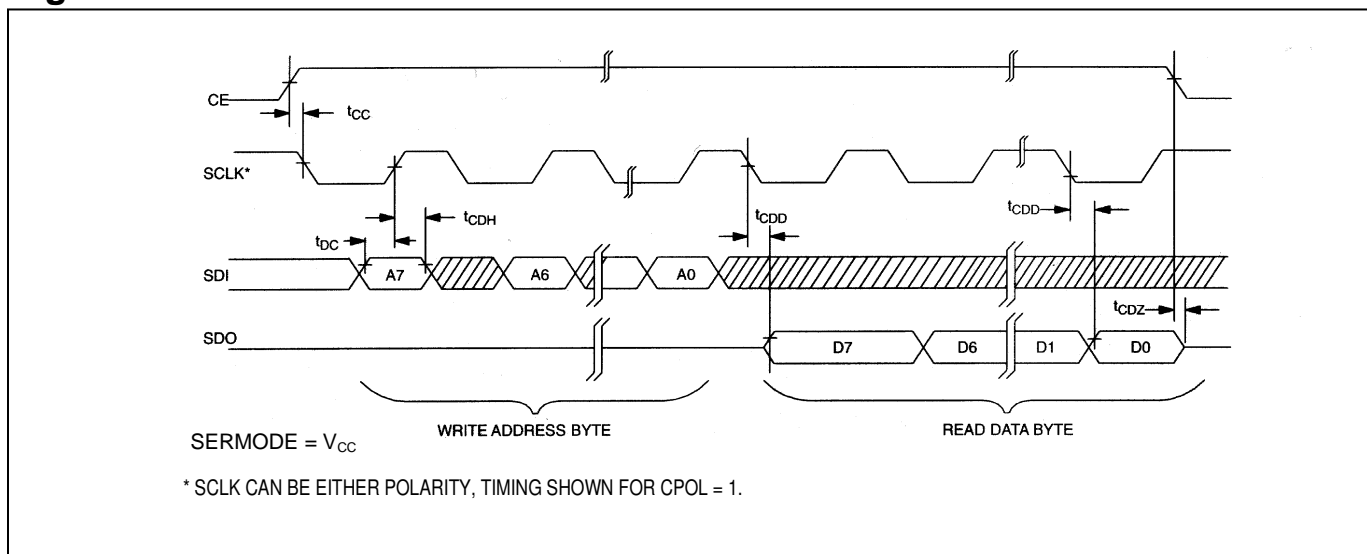 CE
tCC
SCLK*
tCDH
tCDD
tCDD
tDC
SDI
A7
A6
A0
tCDZ
SDO
D7
D6
D1
D0
WRITE ADDRESS BYTE
READ DATA BYTE
SERMODE = VCC
* SCLK CAN BE EITHER POLARITY, TIMING SHOWN FOR CPOL = 1.